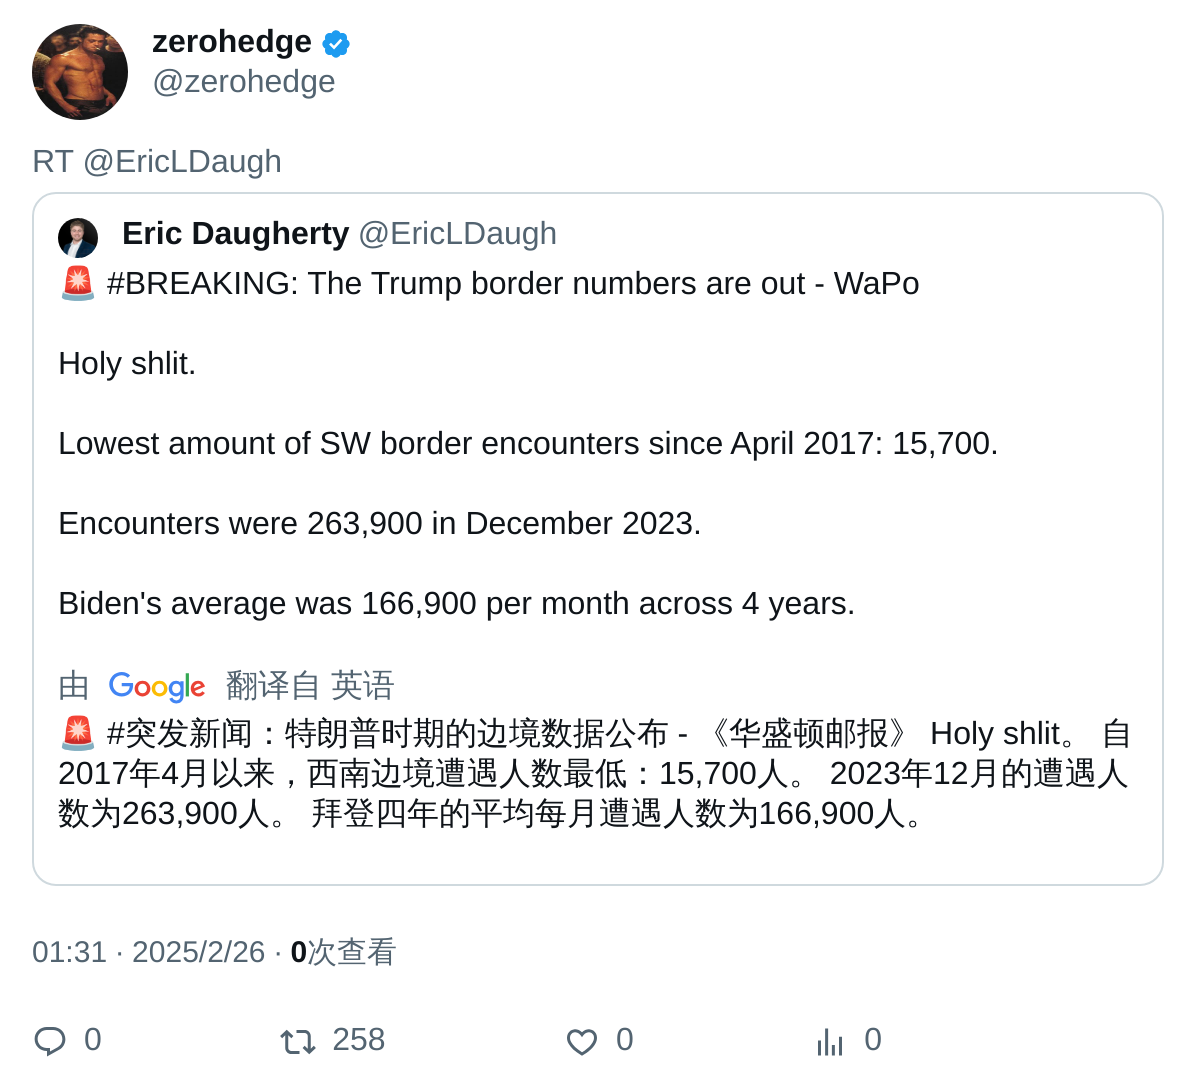 zerohedge
@zerohedge
RT @EricLDaugh
Eric Daugherty @EricLDaugh
🚨 #BREAKING: The Trump border numbers are out - WaPo
Holy shlit.
Lowest amount of SW border encounters since April 2017: 15,700.
Encounters were 263,900 in December 2023.
Biden's average was 166,900 per month across 4 years.
由 Google 翻译自 英语
🚨 #突发新闻：特朗普时期的边境数据公布 - 《华盛顿邮报》 Holy shlit。 自
2017年4月以来，西南边境遭遇人数最低：15,700人。 2023年12月的遭遇人
数为263,900人。 拜登四年的平均每月遭遇人数为166,900人。
01:31 · 2025/2/26 · 0次查看
0 258 0 0